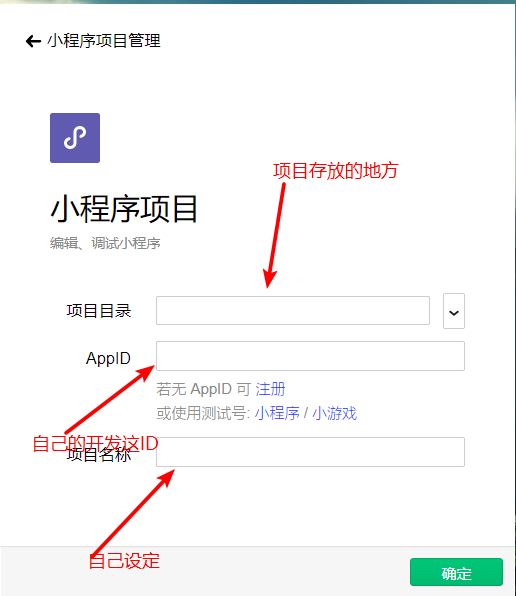 小程序项目管理
项目存放的地方
小程序项目
编辑、调试小程序
项目目录
AppID
若无 AppID 可 注册
或使用测试号: 小程序 / 小游戏
自己的开发这ID
项目名称
自己设定
确定